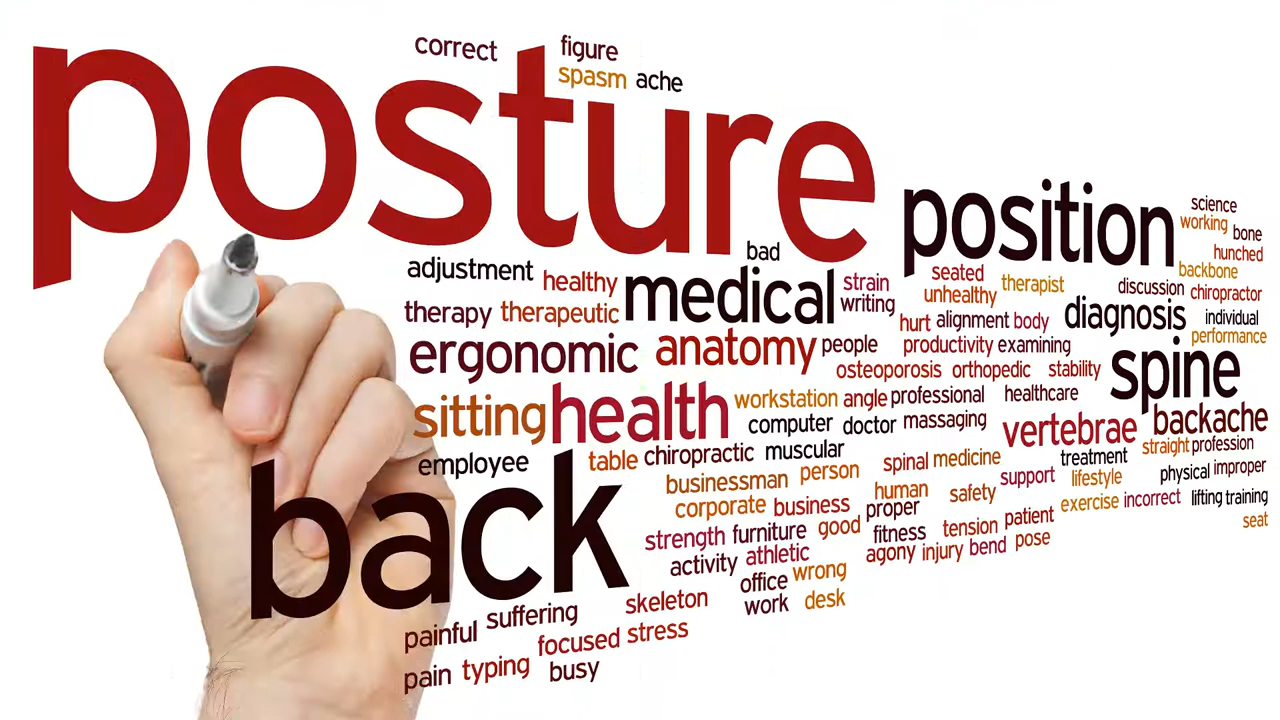 correct figure
spasm ache
posture
position
science
working bone
hunched
backbone
bad
adjustment healthy medical strain seated therapist discussion chiropractor
therapy therapeutic writing unhealthy diagnosis individual
hurt alignment body performance
ergonomic anatomy people productivity examining spine
osteoporosis orthopedic stability
sitting health workstation angle professional healthcare backache
computer doctor massaging vertebrae straight profession
employee table chiropractic muscular spinal medicine treatment physical improper
back businessman person support lifestyle
corporate business human safety exercise incorrect lifting training
strength furniture good proper seat
activity athletic fitness tension patient
agony injury bend pose
office wrong
work desk
painful suffering skeleton
focused stress
pain typing busy